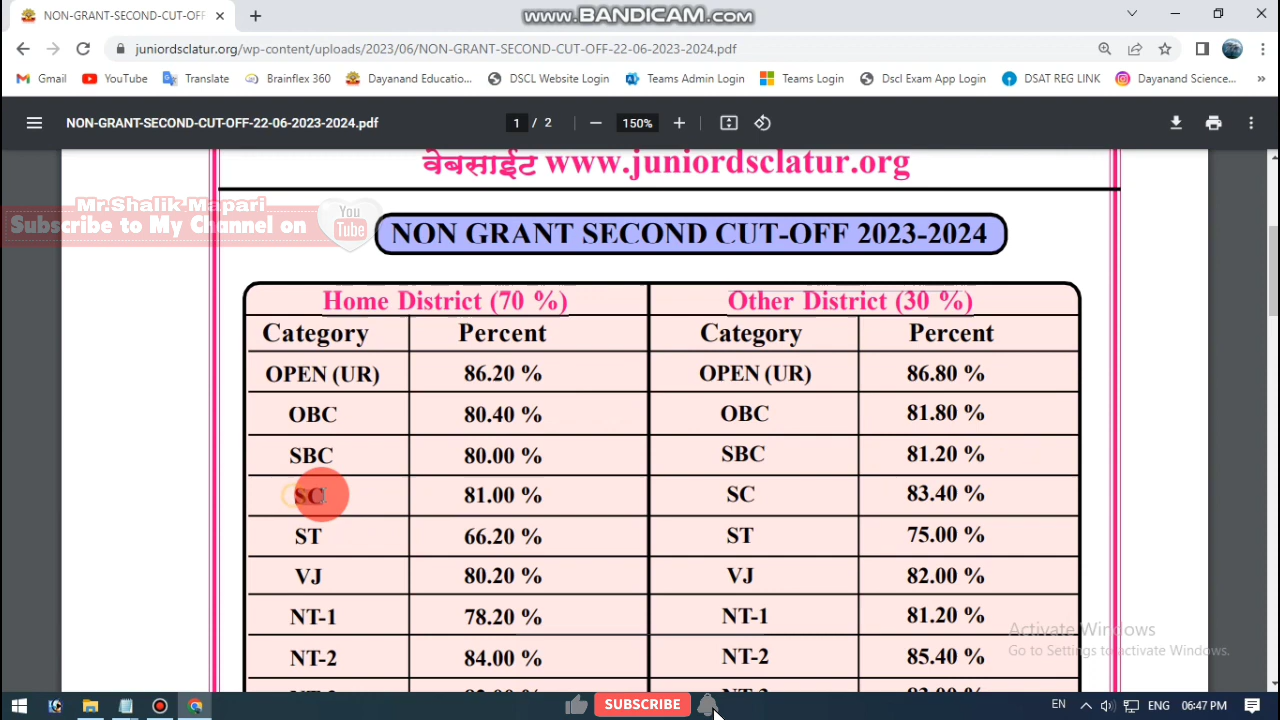 NON-GRANT-SECOND-CUT-OFF-22
www.BANDICAM.com
juniordsclatur.org/wp-content/uploads/2023/06/NON-GRANT-SECOND-CUT-OFF-22-06-2023-2024.pdf
Gmail YouTube Translate Brainflex 360 Dayanand Educatio... DSCL Website Login Teams Admin Login Teams Login Dscl Exam App Login DSAT REG LINK Dayanand Science... »
NON-GRANT-SECOND-CUT-OFF-22-06-2023-2024.pdf 1 / 2 150%
वेबसाईट www.juniordsclatur.org
Mr.Shalik Mapari
Subscribe to My Channel on You Tube
NON GRANT SECOND CUT-OFF 2023-2024
Home District (70 %) Other District (30 %)
Category Percent Category Percent
OPEN (UR) 86.20 % OPEN (UR) 86.80 %
OBC 80.40 % OBC 81.80 %
SBC 80.00 % SBC 81.20 %
SC 81.00 % SC 83.40 %
ST 66.20 % ST 75.00 %
VJ 80.20 % VJ 82.00 %
NT-1 78.20 % NT-1 81.20 %
NT-2 84.00 % NT-2 85.40 %
Activate Windows
Go to Settings to activate Windows.
SUBSCRIBE
EN ENG 06:47 PM